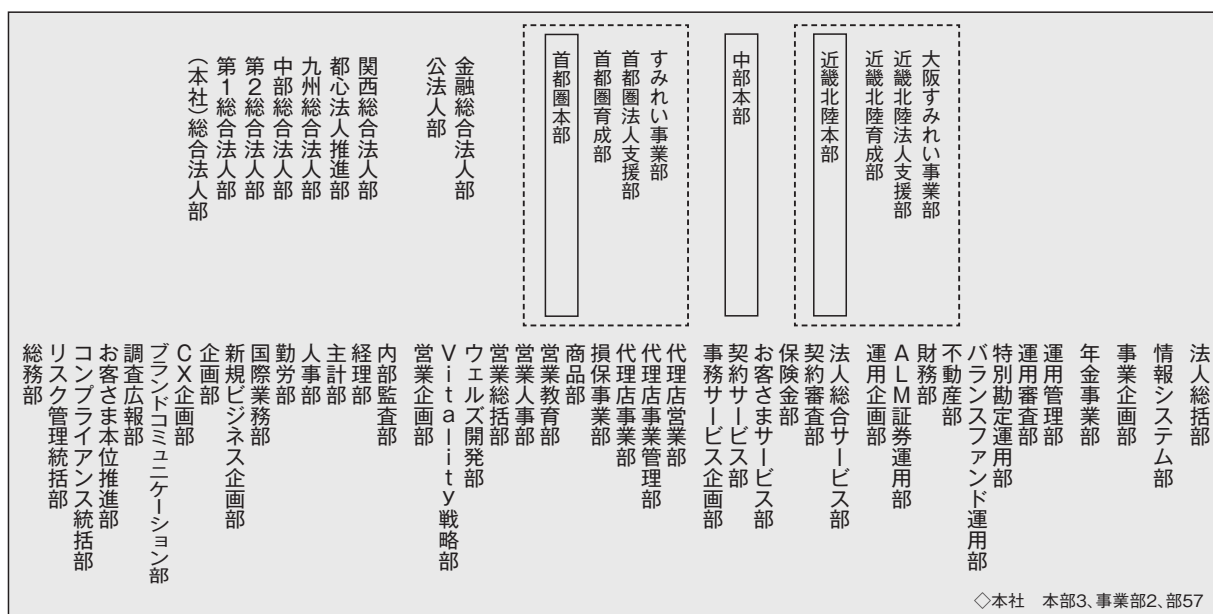 (本社)総合法人部
第1総合法人部
第2総合法人部
中部総合法人部
九州総合法人部
都心法人推進部
関西総合法人部
公法人部
金融総合法人部
首都圏本部
首都圏育成部
首都圏法人支援部
すみれい事業部
中部本部
近畿北陸本部
近畿北陸育成部
近畿北陸法人支援部
大阪すみれい事業部
総務部
リスク管理統括部
コンプライアンス統括部
お客さま本位推進部
調査広報部
ブランドコミュニケーション部
CX企画部
企画部
新規ビジネス企画部
国際業務部
勤労部
人事部
主計部
経理部
内部監査部
営業企画部
Vitality戦略部
ウェルズ開発部
営業総括部
営業人事部
営業教育部
商品部
損保事業部
代理店事業部
代理店事業管理部
代理店営業部
事務サービス企画部
契約サービス部
お客さまサービス部
保険金部
契約審査部
法人総合サービス部
運用企画部
ALM証券運用部
財務部
不動産部
バランスファンド運用部
特別勘定運用部
運用審査部
運用管理部
年金事業部
事業企画部
情報システム部
法人総括部
◇本社 本部3、事業部2、部57